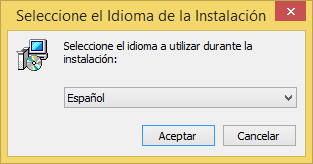 Seleccione el Idioma de la Instalación
Seleccione el idioma a utilizar durante la
instalación:
Español
Aceptar
Cancelar